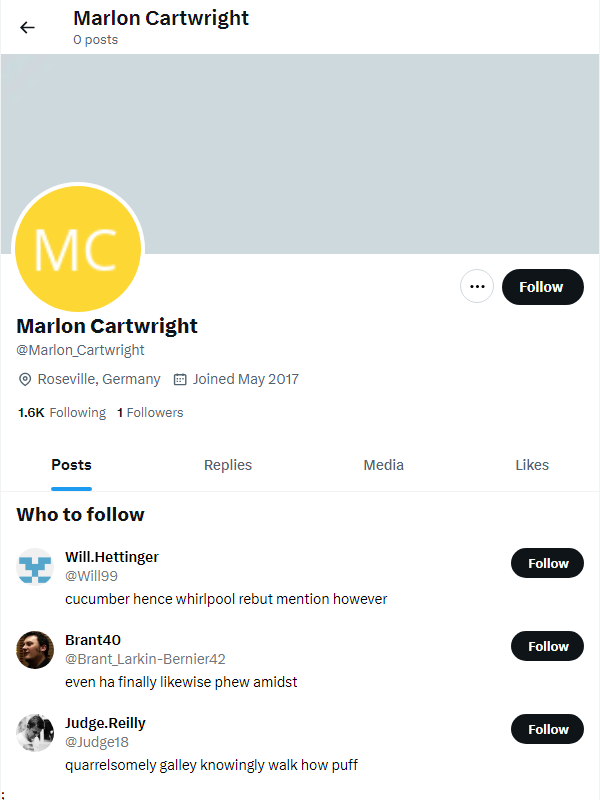 Marlon Cartwright
0 posts
MC
Follow
Marlon Cartwright
@Marlon_Cartwright
Roseville, Germany Joined May 2017
1.6K Following 1 Followers
Posts Replies Media Likes
Who to follow
Will.Hettinger
@Will99
Follow
cucumber hence whirlpool rebut mention however
Brant40
@Brant_Larkin-Bernier42
Follow
even ha finally likewise phew amidst
Judge.Reilly
@Judge18
Follow
quarrelsomely galley knowingly walk how puff
;